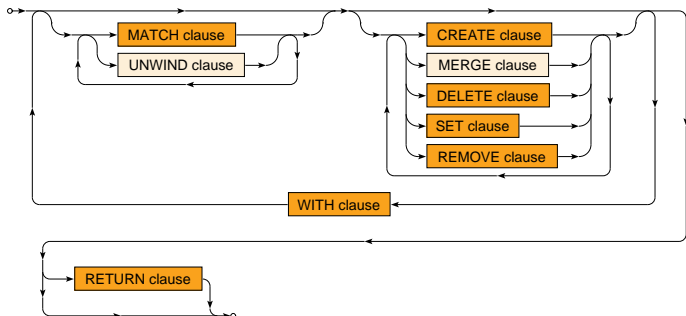 MATCH clause
UNWIND clause
CREATE clause
MERGE clause
DELETE clause
SET clause
REMOVE clause
WITH clause
RETURN clause